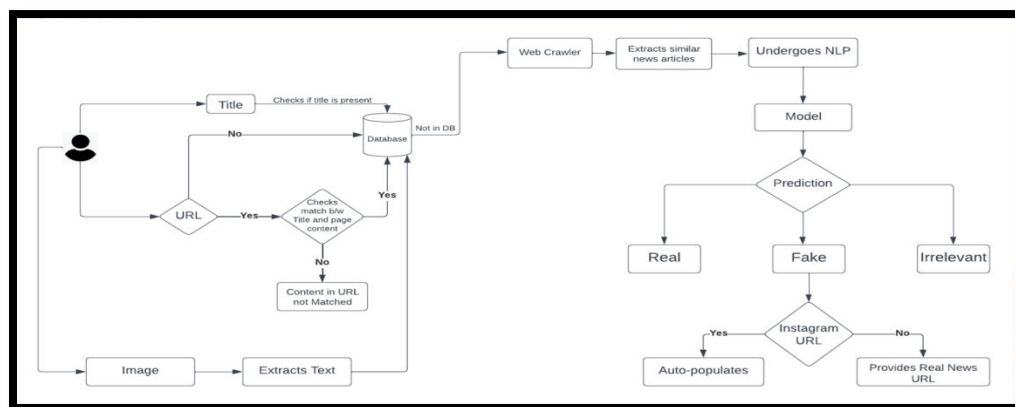 Web Crawler
Extracts similar
news articles
Undergoes NLP
Title
Checks if title is present
Database
Not in DB
Model
No
URL
Yes
Checks
match b/w
Title and page
content
Yes
No
Content in URL
not Matched
Prediction
Real
Fake
Irrelevant
Instagram
URL
Yes
No
Auto-populates
Provides Real News
URL
Image
Extracts Text